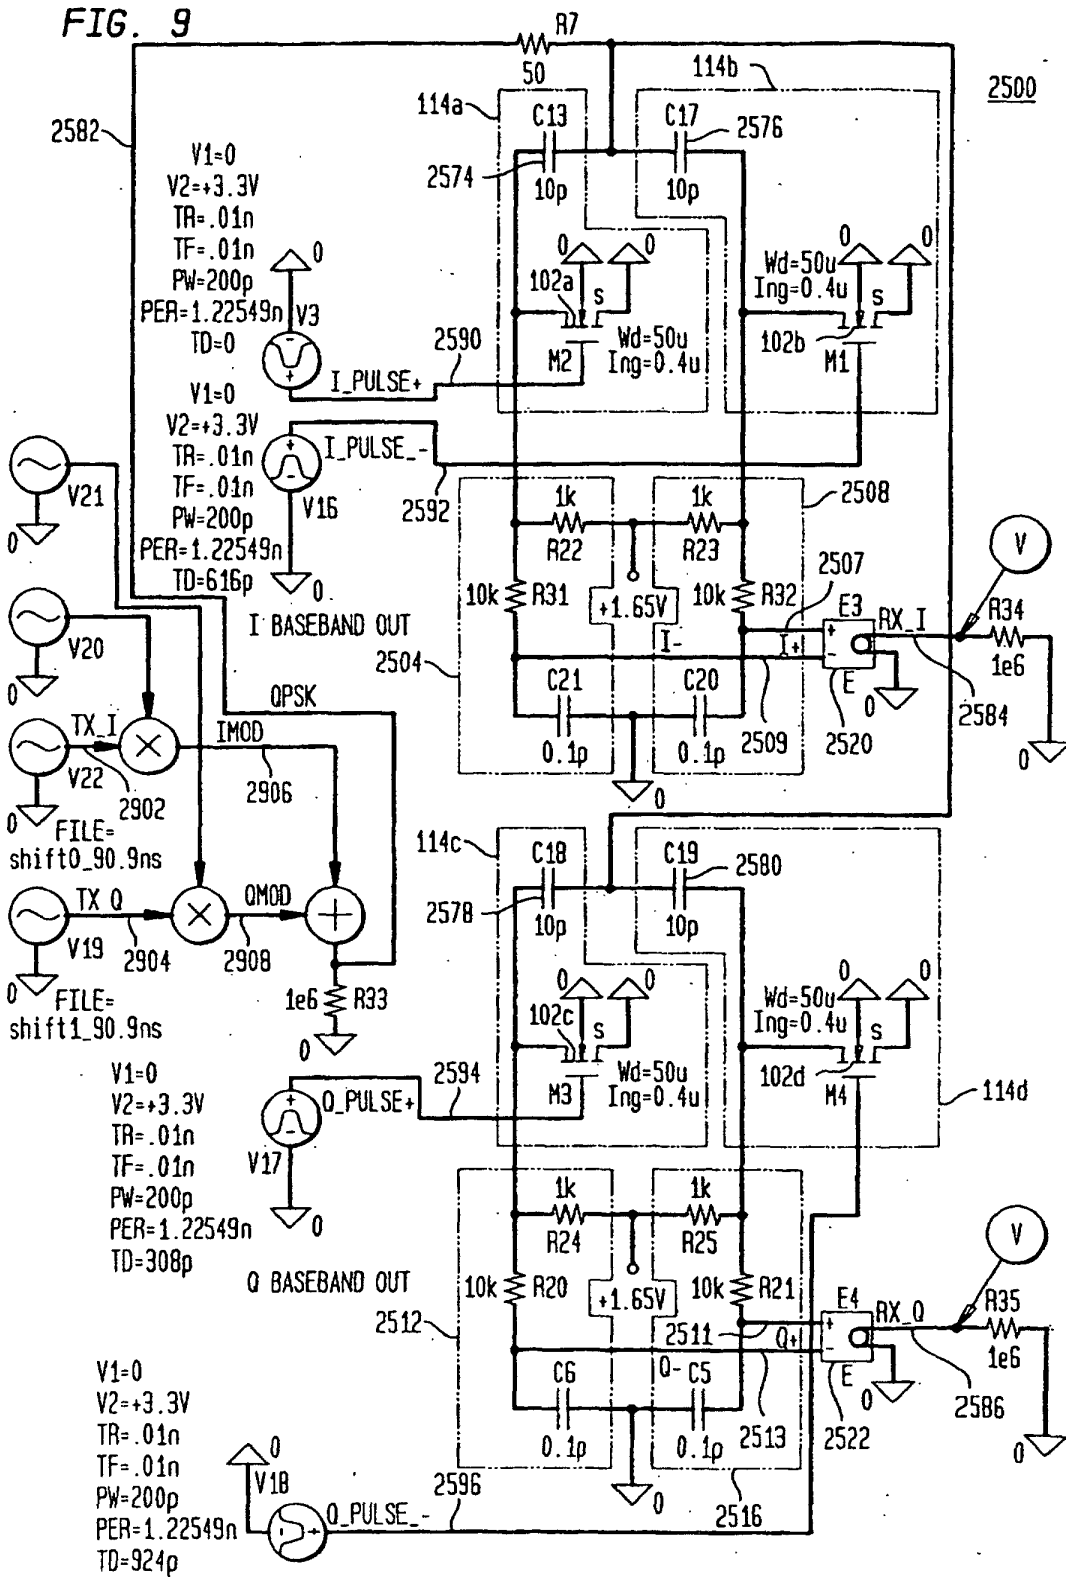 FIG. 9
R7
50
2500
114a
114b
2582
C13
C17
2576
2574
10p
10p
V1=0
V2=+3.3V
TR=.01n
TF=.01n
PW=200p
PER=1.22549n
TD=0
0
V3
0
0
102a
S
M2
Wd=50u
lng=0.4u
2590
I_PULSE+
Wd=50u
lng=0.4u
0
0
S
102b
M1
V1=0
V2=+3.3V
TR=.01n
TF=.01n
PW=200p
PER=1.22549n
TD=616p
I_PULSE_-
2592
V16
0
V21
0
1k
R22
1k
R23
2508
10k
R31
+1.65V
10k
R32
2507
E3
RX_I
V
R34
1e6
0
I BASEBAND OUT
2504
I-
I+
V20
0
C21
0.1p
C20
0.1p
2509
E
0
2520
2584
0
QPSK
TX_I
IMOD
V22
2902
2906
0
FILE=
shift0_90.9ns
114c
C18
C19
2580
2578
10p
10p
TX_Q
QMOD
V19
2904
2908
0
FILE=
shift1_90.9ns
1e6
R33
0
0
0
102c
S
M3
Wd=50u
lng=0.4u
Wd=50u
lng=0.4u
0
0
S
102d
M4
114d
2594
V1=0
V2=+3.3V
TR=.01n
TF=.01n
PW=200p
PER=1.22549n
TD=308p
Q_PULSE+
V17
0
1k
R24
1k
R25
Q BASEBAND OUT
10k
R20
+1.65V
10k
R21
E4
RX_Q
V
R35
1e6
0
2512
2511
Q+
Q-
C6
0.1p
C5
0.1p
2513
E
0
2522
2586
0
2516
V1=0
V2=+3.3V
TR=.01n
TF=.01n
PW=200p
PER=1.22549n
TD=924p
0
V18
Q_PULSE_-
2596